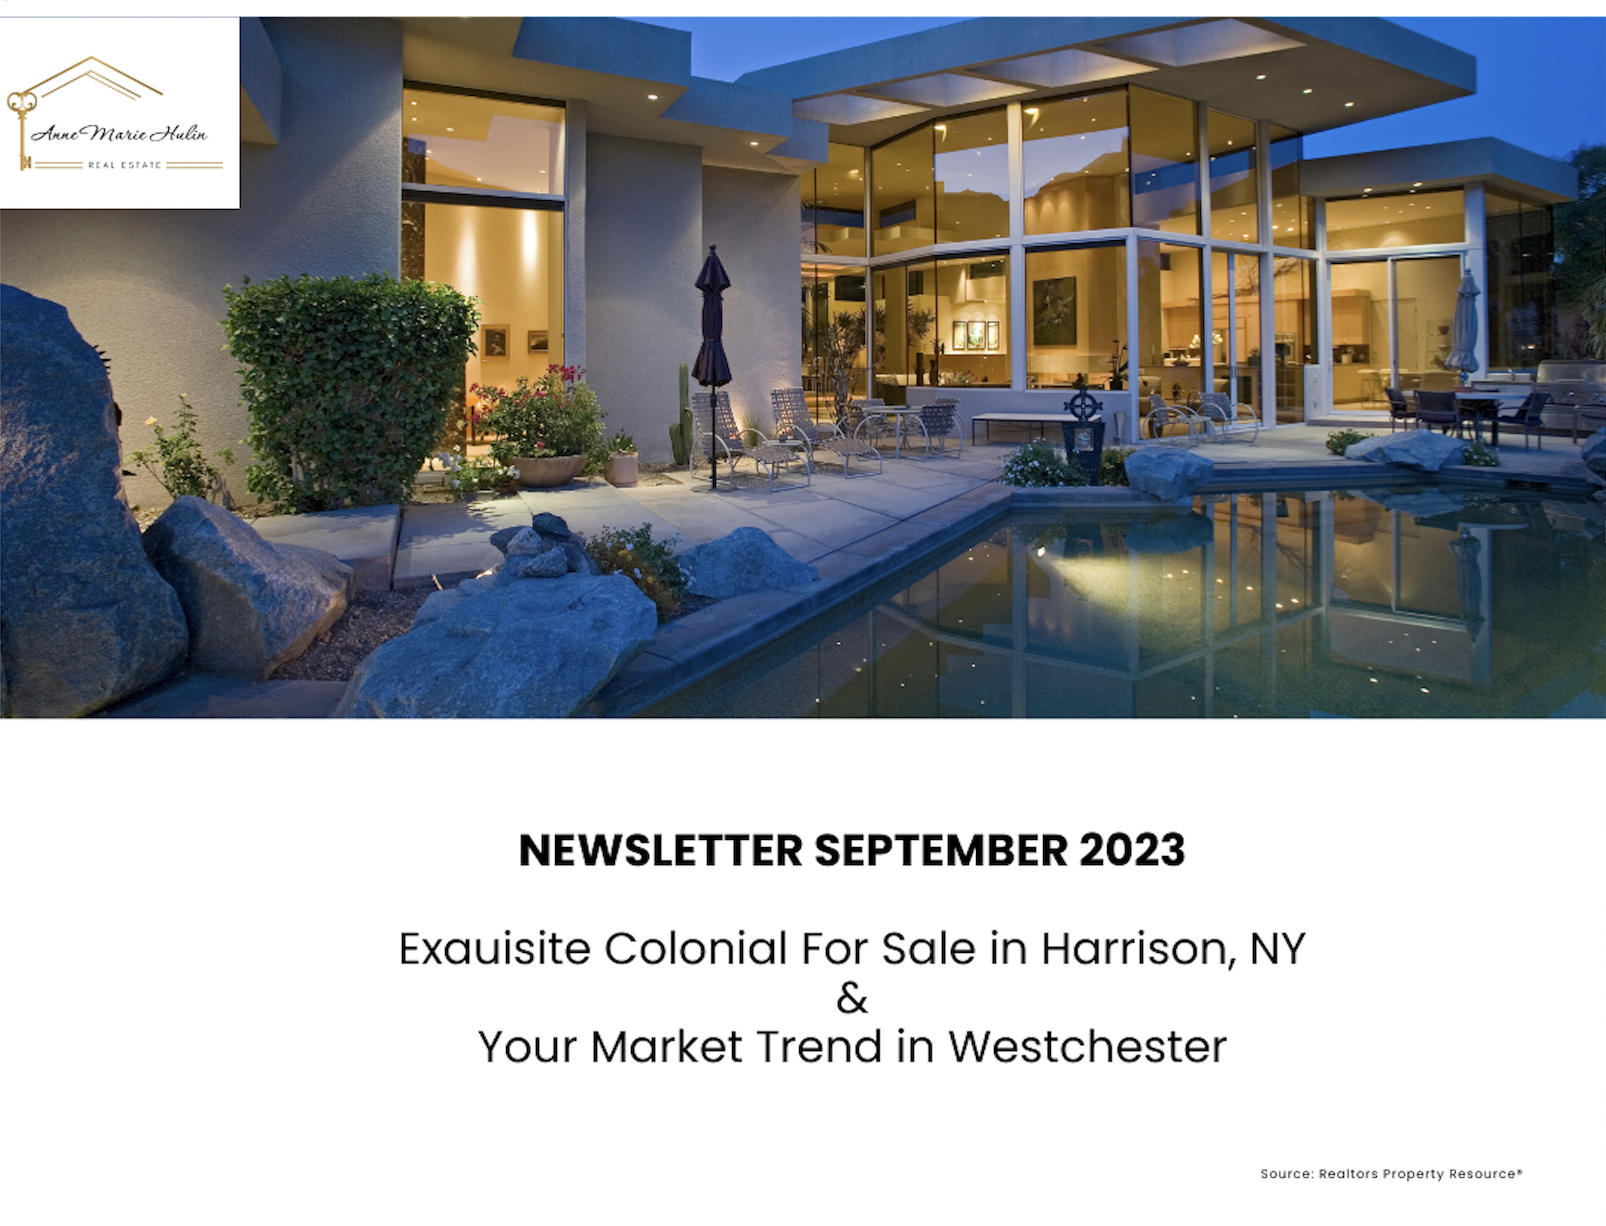 Anne Marie Hulin
REAL ESTATE
NEWSLETTER SEPTEMBER 2023
Exauisite Colonial For Sale in Harrison, NY
&
Your Market Trend in Westchester
Source: Realtors Property Resource®